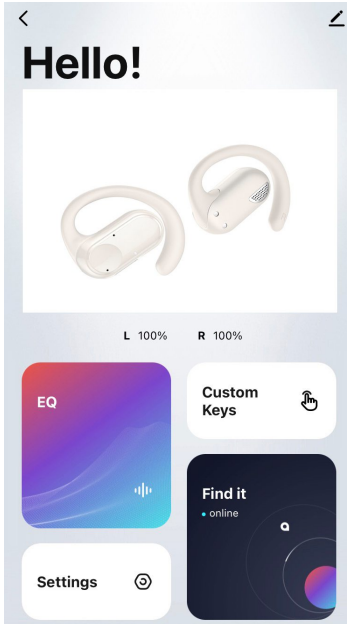 Hello!
L 100% R 100%
EQ
Custom
Keys
Find it
online
Settings